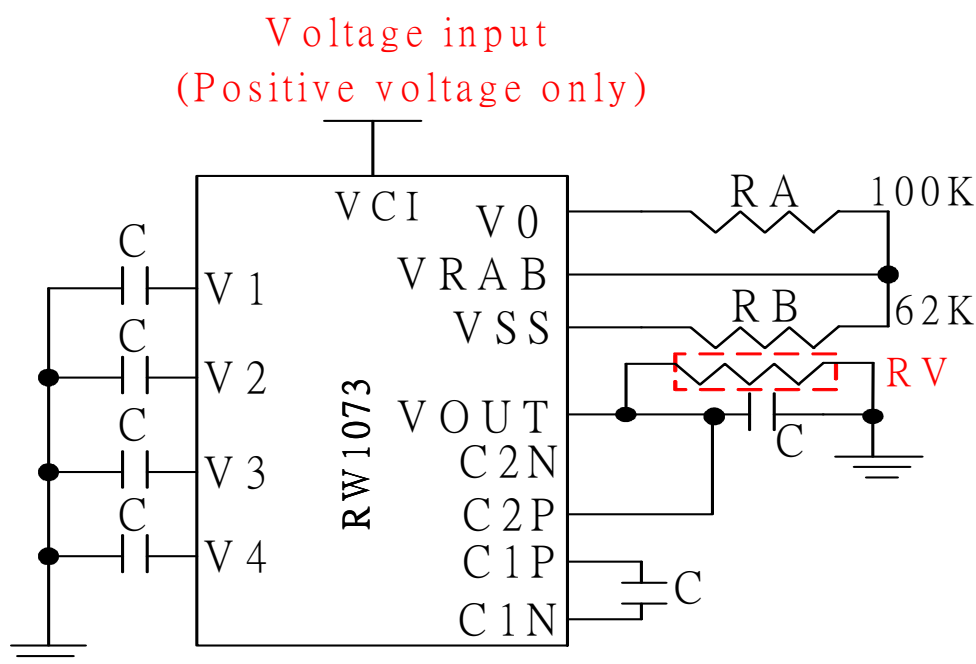 Voltage input
(Positive voltage only)
VCI
V0
RA
100K
VRAB
C
V1
VSS
RB
62K
C
V2
RV
VOUT
C
C
V3
C2N
C2P
C
V4
C1P
C
C1N
RW1073